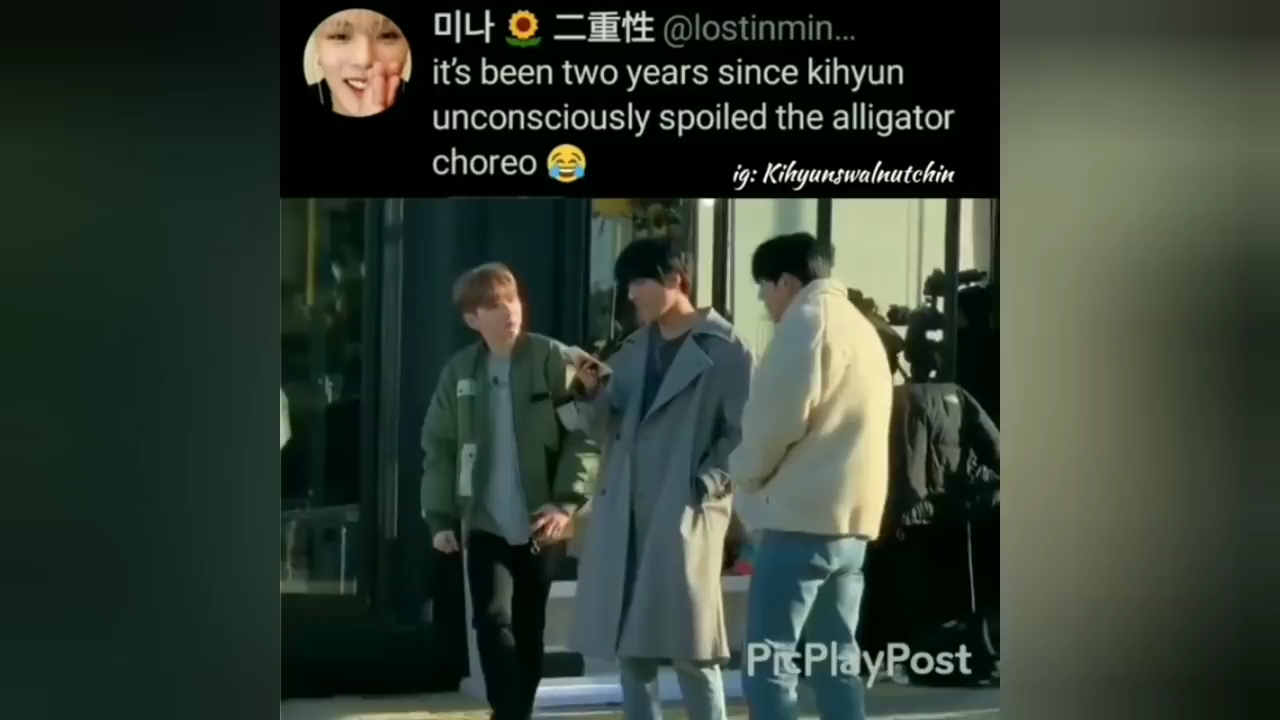 미나 🌻 二重性 @lostinmin...
it's been two years since kihyun
unconsciously spoiled the alligator
choreo 😂
ig: Kihyunswalnutchin
PicPlayPost